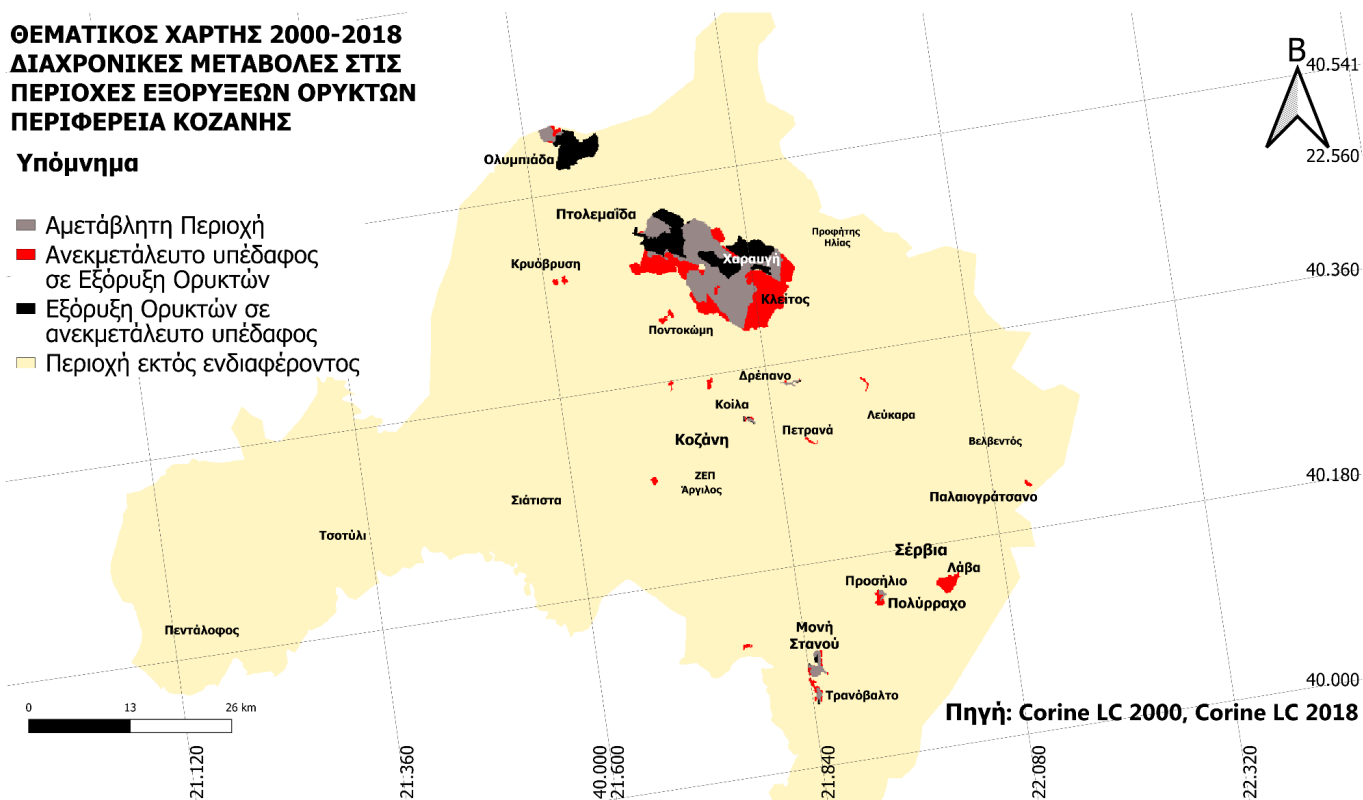 ΘΕΜΑΤΙΚΟΣ ΧΑΡΤΗΣ 2000-2018
ΔΙΑΧΡΟΝΙΚΕΣ ΜΕΤΑΒΟΛΕΣ ΣΤΙΣ
ΠΕΡΙΟΧΕΣ ΕΞΟΡΥΞΕΩΝ ΟΡΥΚΤΩΝ
ΠΕΡΙΦΕΡΕΙΑ ΚΟΖΑΝΗΣ
Υπόμνημα
Αμετάβλητη Περιοχή
Ανεκμετάλευτο υπέδαφος
σε Εξόρυξη Ορυκτών
Εξόρυξη Ορυκτών σε
ανεκμετάλευτο υπέδαφος
Περιοχή εκτός ενδιαφέροντος
Β
40.541
22.560
40.360
40.180
40.000
Ολυμπιάδα
Πτολεμαΐδα
Προφήτης
Ηλίας
Κρυόβρυση
Χαραυγή
Κλείτος
Ποντοκώμη
Δρέπανο
Κοίλα
Λεύκαρα
Πετρανά
Κοζάνη
Βελβεντός
ΖΕΠ
Άργιλος
Σιάτιστα
Παλαιογράτσανο
Τσοτύλι
Σέρβια
Λάβα
Προσήλιο
Πολύρραχο
Πεντάλοφος
Μονή
Στανού
Τρανόβαλτο
0 13 26 km
Πηγή: Corine LC 2000, Corine LC 2018
21.120
21.360
40.000
21.600
21.840
22.080
22.320